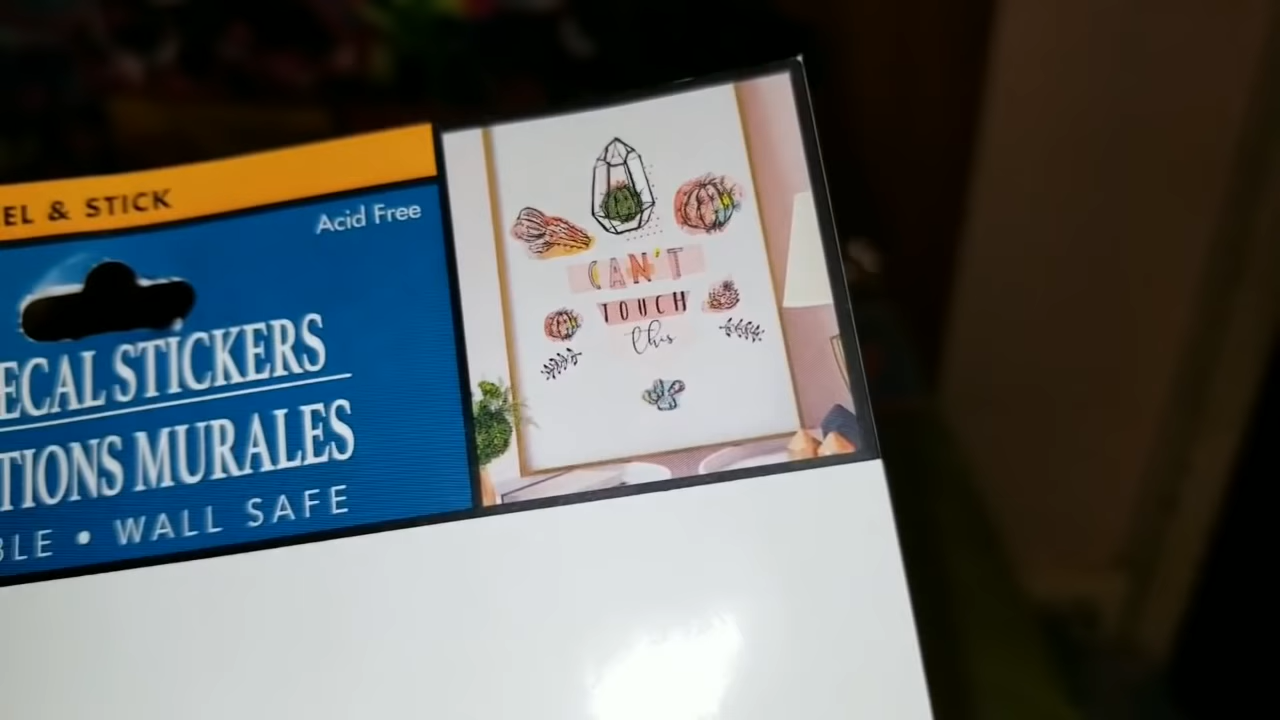 EL & STICK
Acid Free
ECAL STICKERS
TIONS MURALES
BLE • WALL SAFE
CAN'T
TOUCH
this